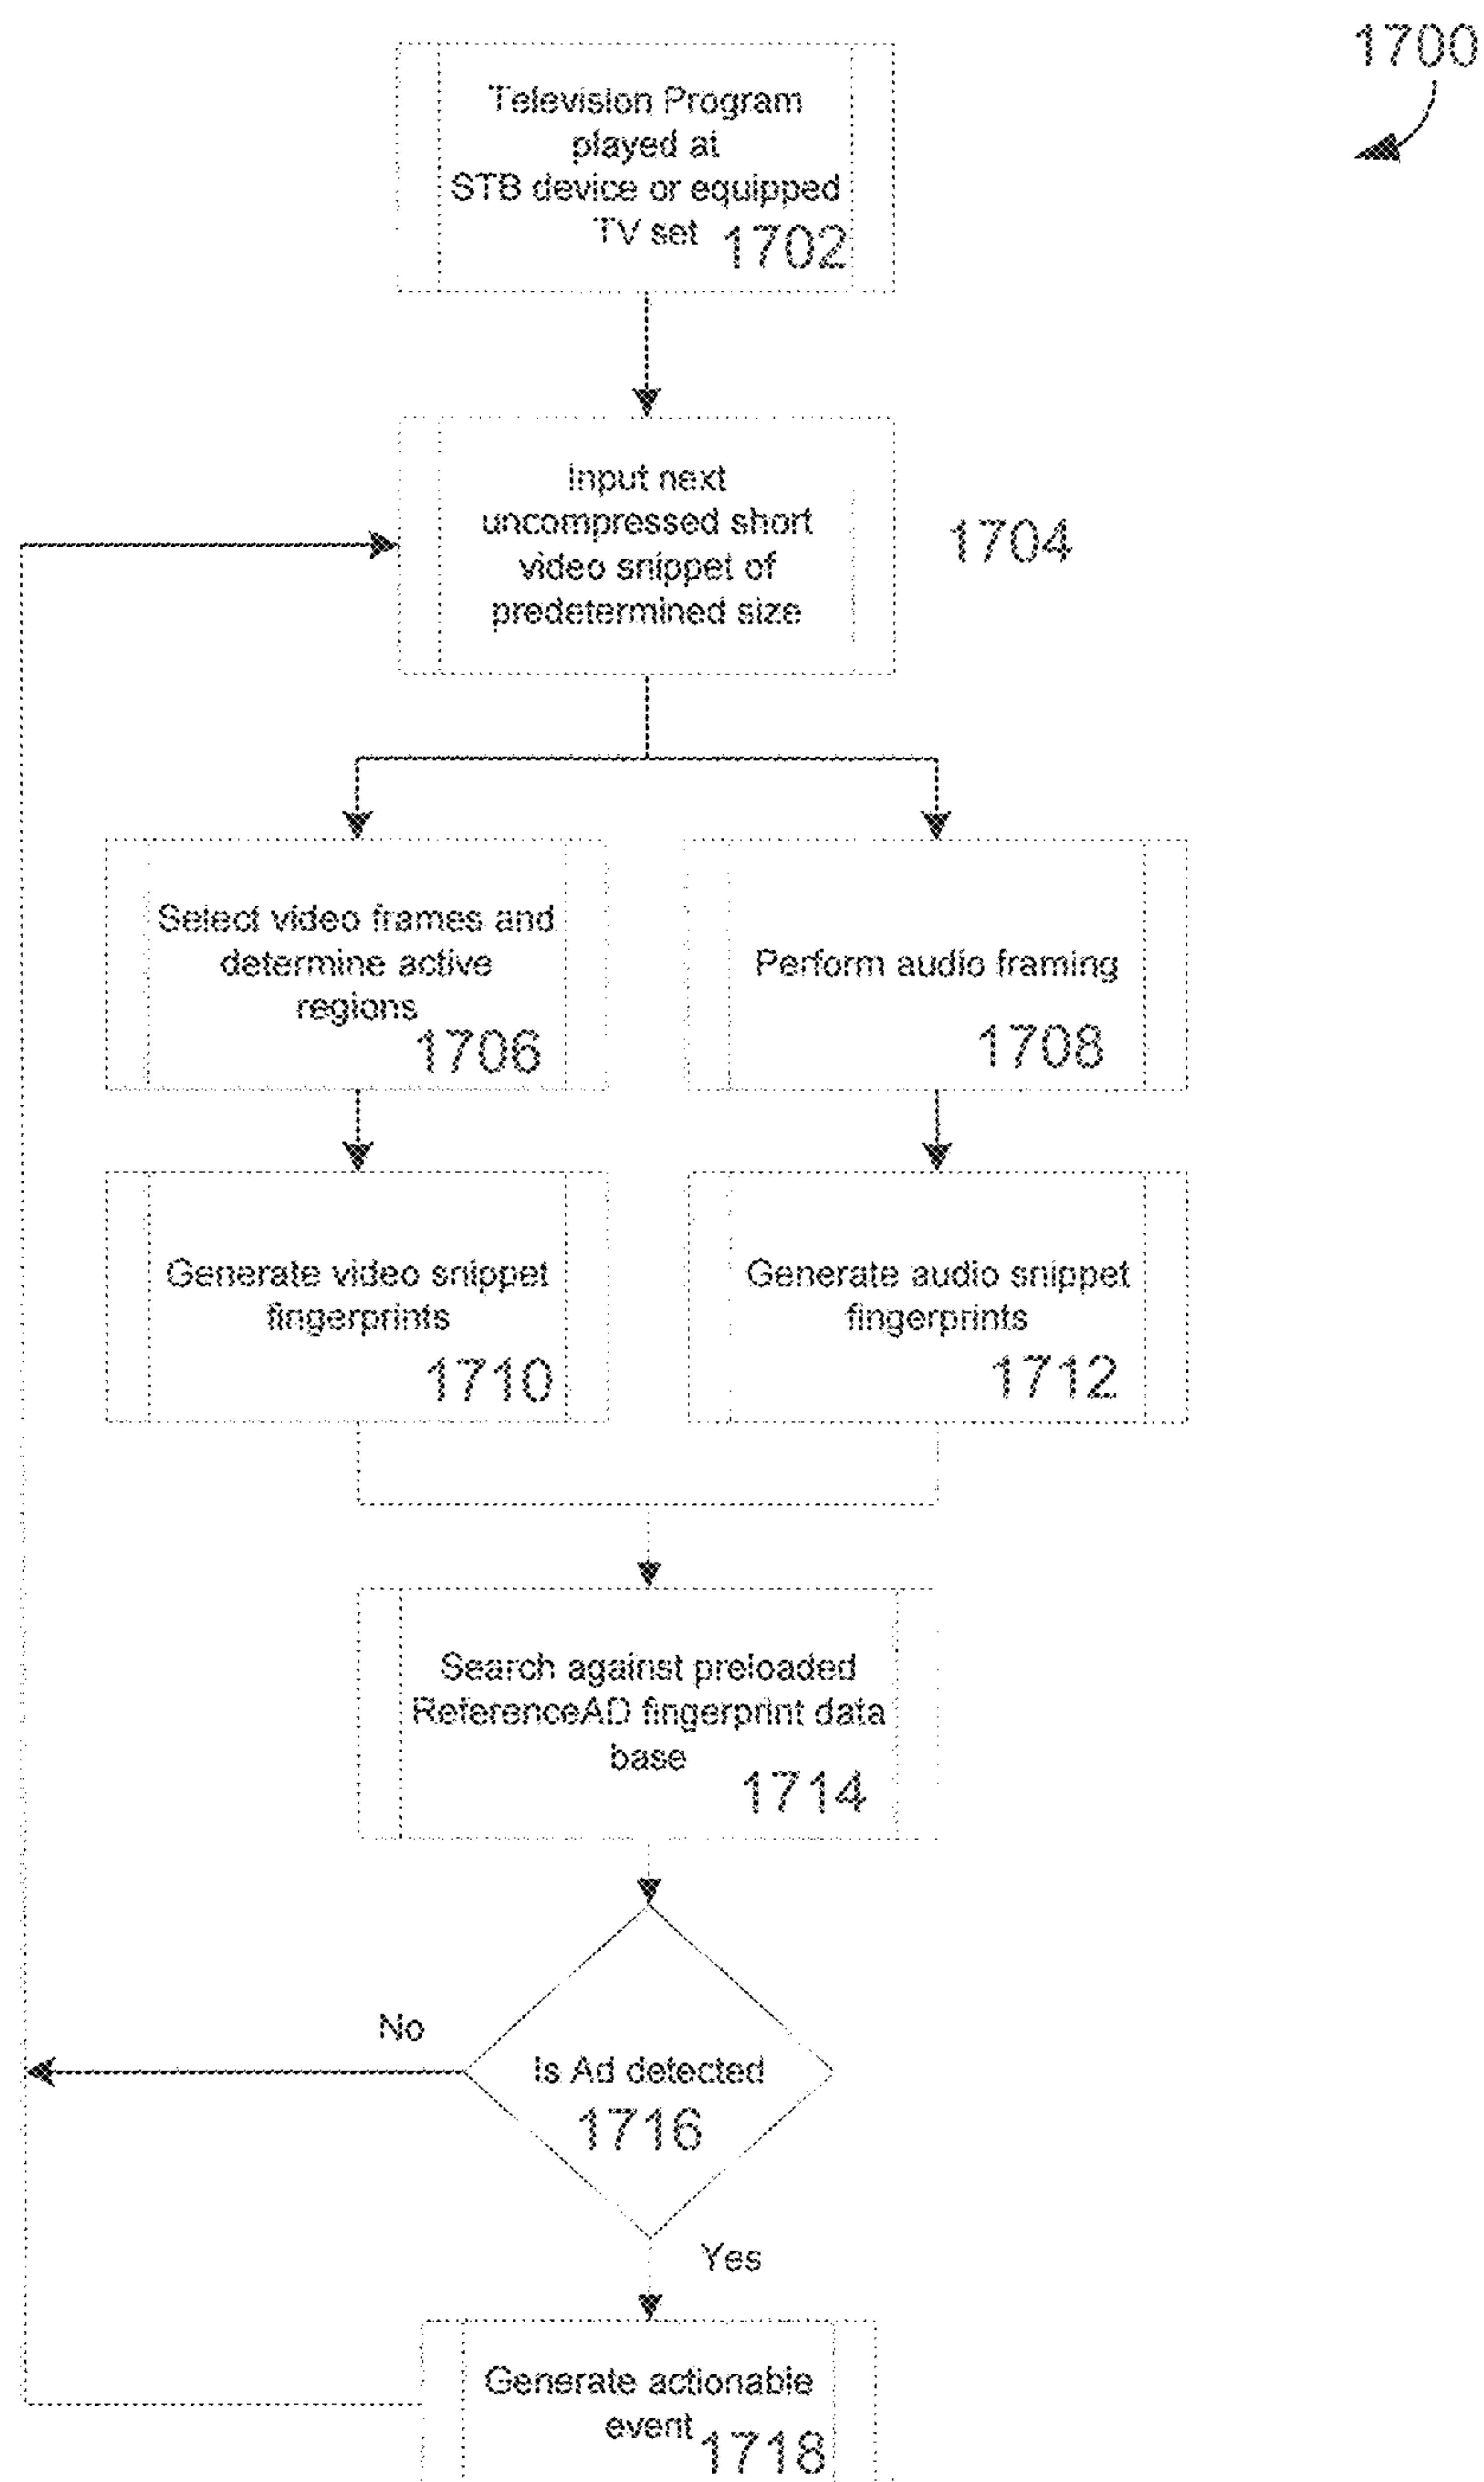 1700
Television Program
played at
STB device or equipped
TV set 1702
Input next
uncompressed short
video snippet of
predetermined size
1704
Select video frames and
determine active
regions
1706
Perform audio framing
1708
Generate video snippet
fingerprints
1710
Generate audio snippet
fingerprints
1712
Search against preloaded
ReferenceAD fingerprint data
base
1714
No
Is Ad detected
1716
Yes
Generate actionable
event 1718